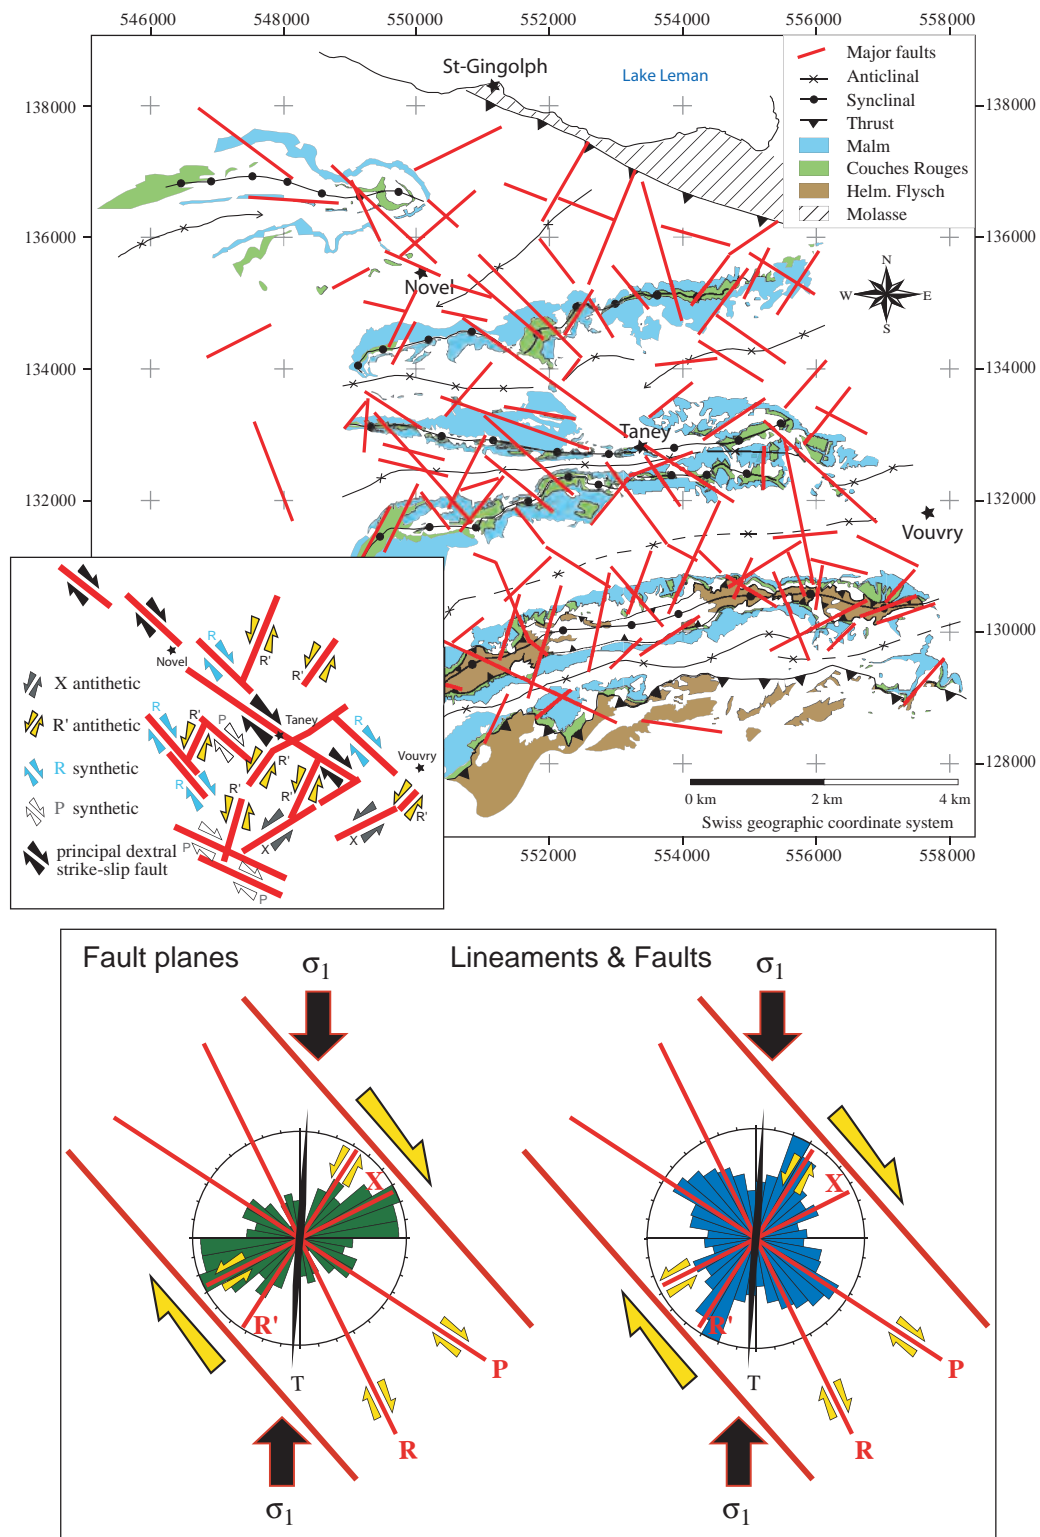 546000 548000 550000 552000 554000 556000 558000
138000
136000
134000
132000
138000
136000
134000
132000
130000
128000
St-Gingolph
Lake Leman
Major faults
Anticlinal
Synclinal
Thrust
Malm
Couches Rouges
Helm. Flysch
Molasse
N
W E
S
Novel
Taney
Vouvry
0 km 2 km 4 km
Swiss geographic coordinate system
552000 554000 556000 558000
X antithetic
R' antithetic
R synthetic
P synthetic
principal dextral
strike-slip fault
Novel
R
R'
R'
Taney
R
R'
P
R
Vouvry
R
R'
R'
R'
R'
P
X
X
P
Fault planes
σ1
Lineaments & Faults
σ1
X
R'
P
R
T
σ1
X
R'
P
R
T
σ1